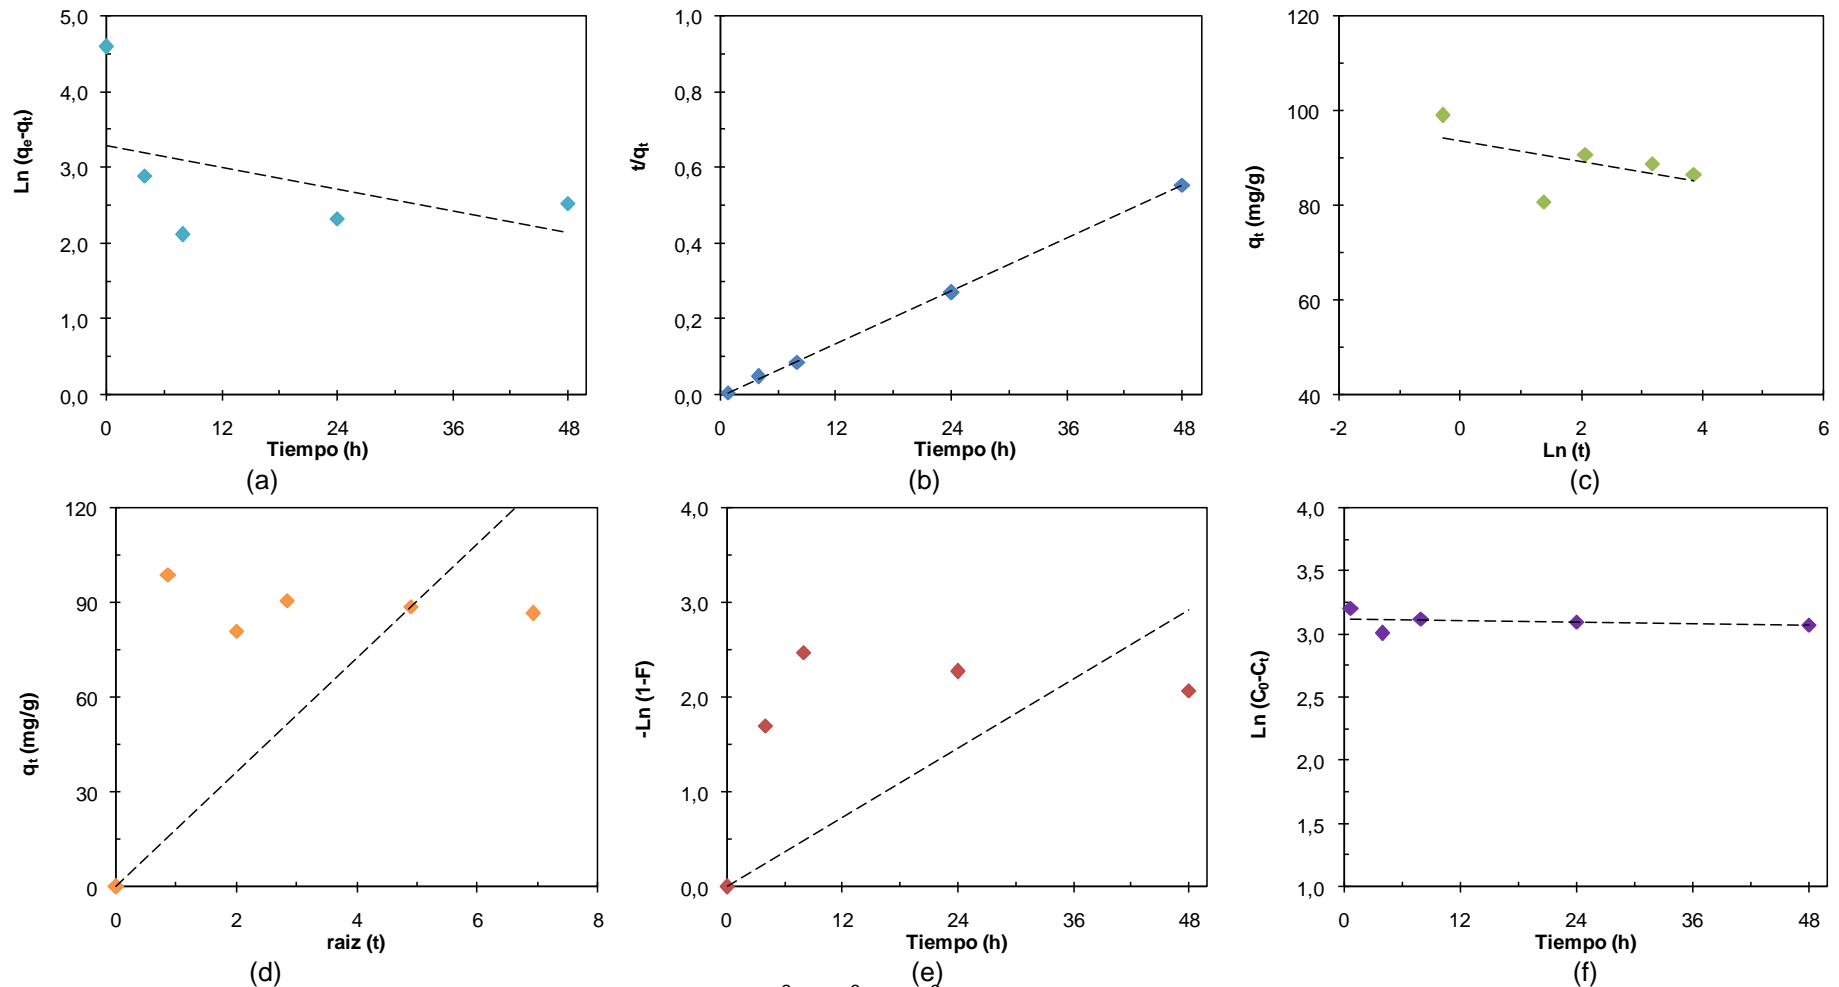 5,0
4,0
3,0
2,0
1,0
0,0
Ln (qe-qt)
0 12 24 36 48
Tiempo (h)
(a)
1,0
0,8
0,6
0,4
0,2
0,0
t/qt
0 12 24 36 48
Tiempo (h)
(b)
120
100
80
60
40
qt (mg/g)
-2 0 2 4 6
Ln (t)
(c)
120
90
60
30
0
qt (mg/g)
0 2 4 6 8
raiz (t)
(d)
4,0
3,0
2,0
1,0
0,0
-Ln (1-F)
0 12 24 36 48
Tiempo (h)
(e)
4,0
3,5
3,0
2,5
2,0
1,5
1,0
Ln (C0-Ct)
0 12 24 36 48
Tiempo (h)
(f)